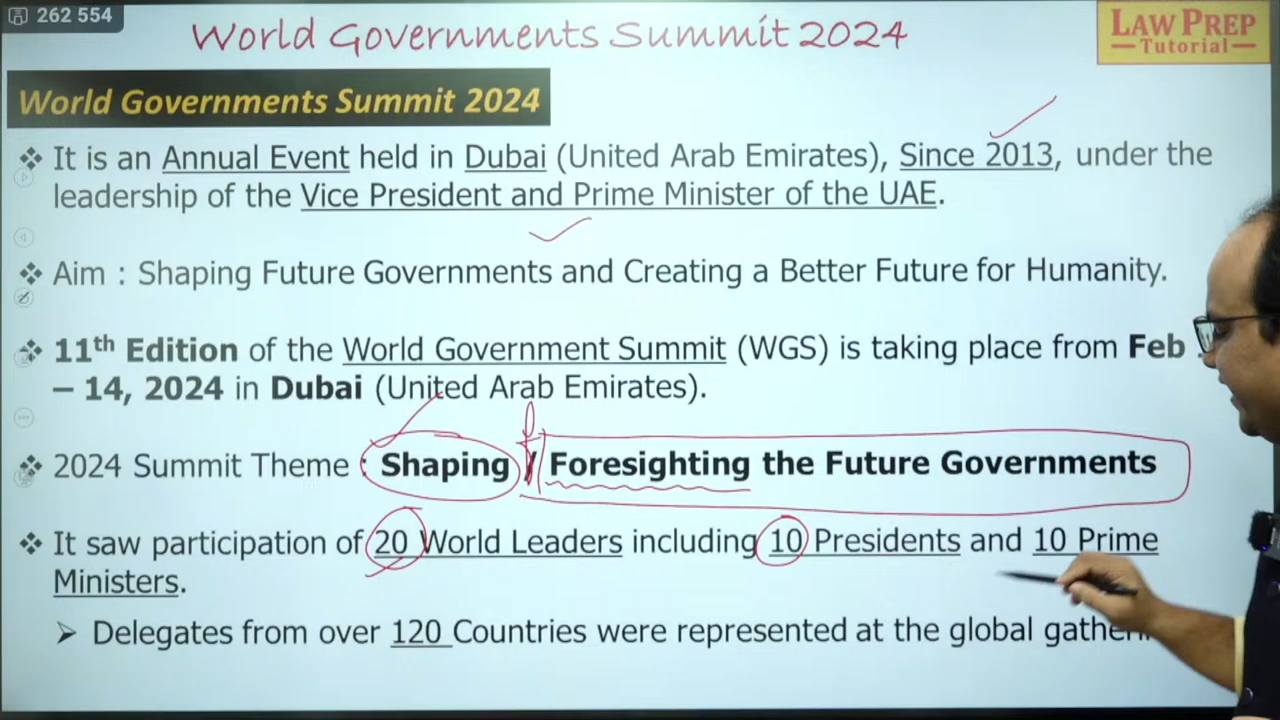 262 554
World Governments Summit 2024
LAW PREP
Tutorial
World Governments Summit 2024
❖ It is an Annual Event held in Dubai (United Arab Emirates), Since 2013, under the
leadership of the Vice President and Prime Minister of the UAE.
❖ Aim : Shaping Future Governments and Creating a Better Future for Humanity.
❖ 11th Edition of the World Government Summit (WGS) is taking place from Feb
– 14, 2024 in Dubai (United Arab Emirates).
❖ 2024 Summit Theme : Shaping / Foresighting the Future Governments
❖ It saw participation of 20 World Leaders including 10 Presidents and 10 Prime
Ministers.
➢ Delegates from over 120 Countries were represented at the global